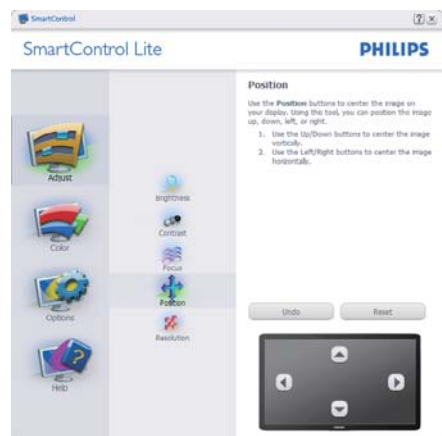 SmartControl
SmartControl Lite
PHILIPS
Adjust
Color
Options
Help
Brightness
Contrast
Focus
Position
Resolution
Position
Use the Position buttons to center the image on
your display. Using the tool, you can position the image
up, down, left, or right.
1. Use the Up/Down buttons to center the image
vertically.
2. Use the Left/Right buttons to center the image
horizontally.
Undo
Reset